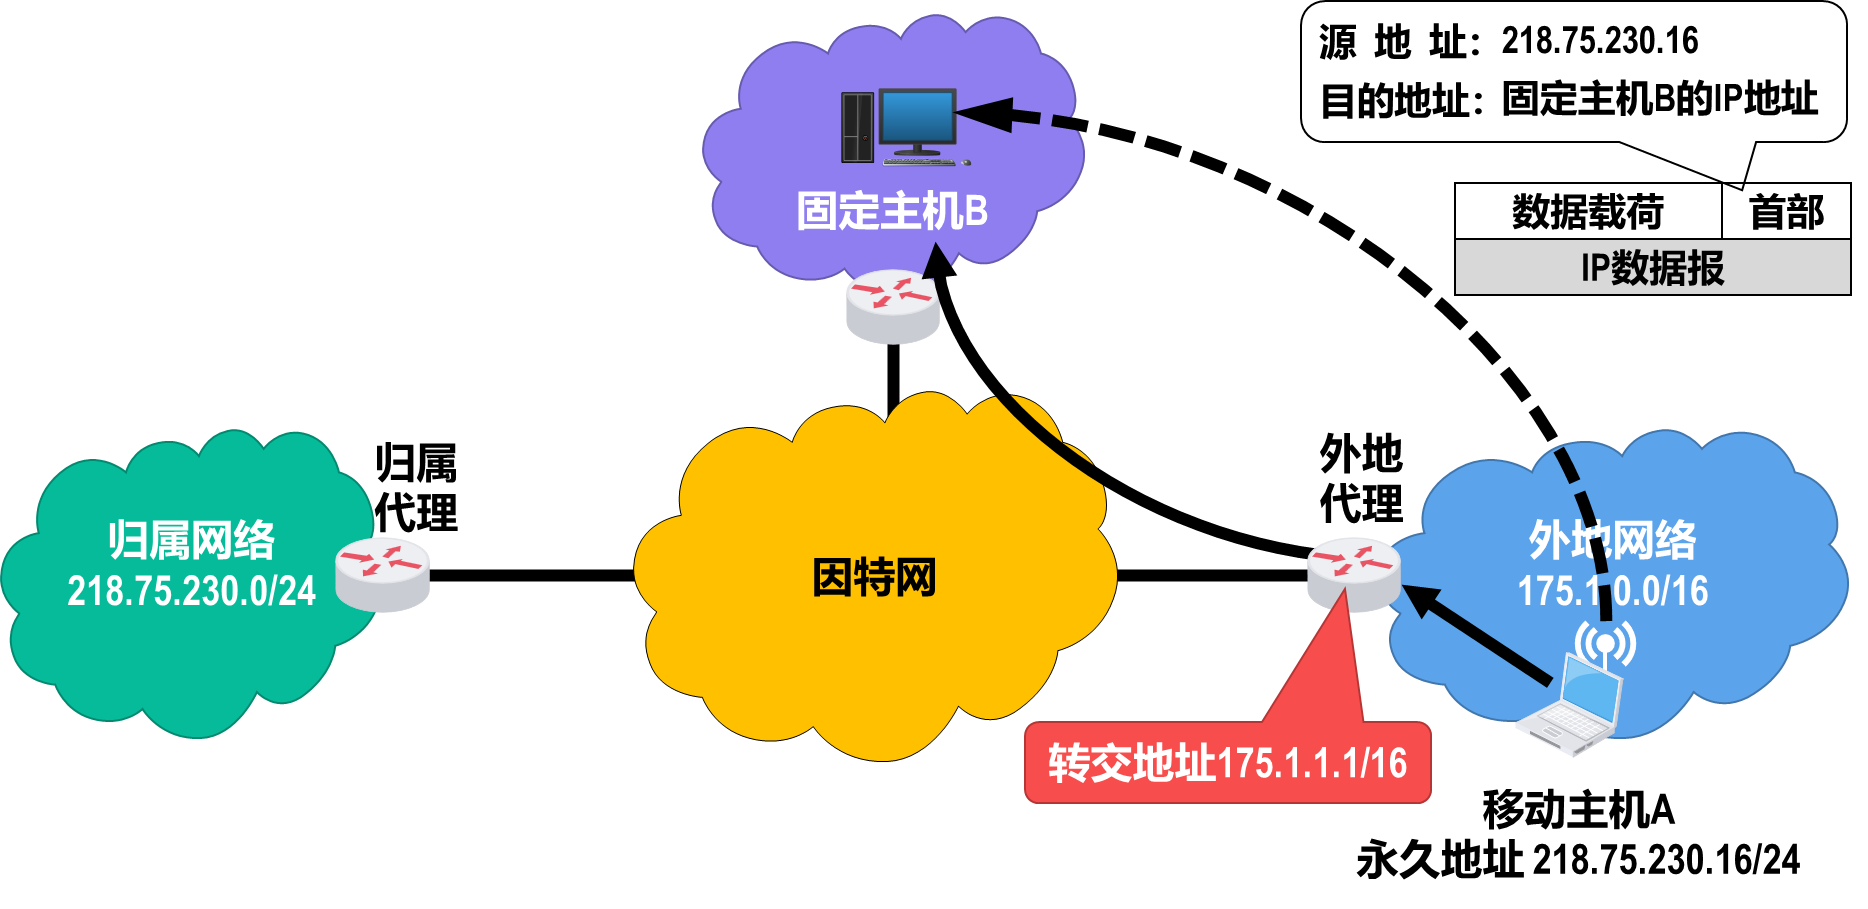 源地址：218.75.230.16
目的地址：固定主机B的IP地址
数据载荷 首部
IP数据报
固定主机B
归属
代理
归属网络
218.75.230.0/24
因特网
外地
代理
外地网络
175.1.0.0/16
转交地址175.1.1.1/16
移动主机A
永久地址 218.75.230.16/24